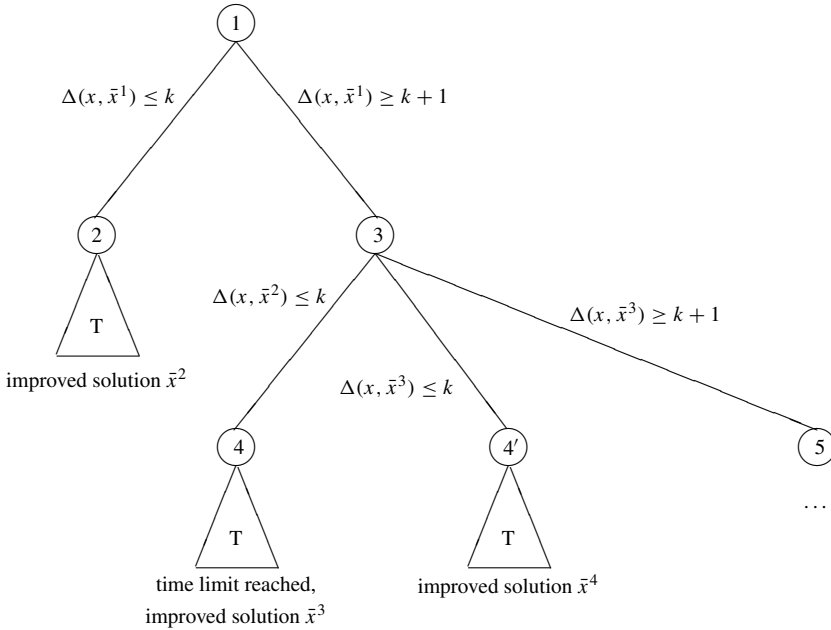 1
Δ(x, x̄¹) ≤ k
Δ(x, x̄¹) ≥ k + 1
2
3
T
improved solution x̄²
Δ(x, x̄²) ≤ k
Δ(x, x̄³) ≤ k
Δ(x, x̄³) ≥ k + 1
4
4′
5
T
T
...
time limit reached,
improved solution x̄³
improved solution x̄⁴